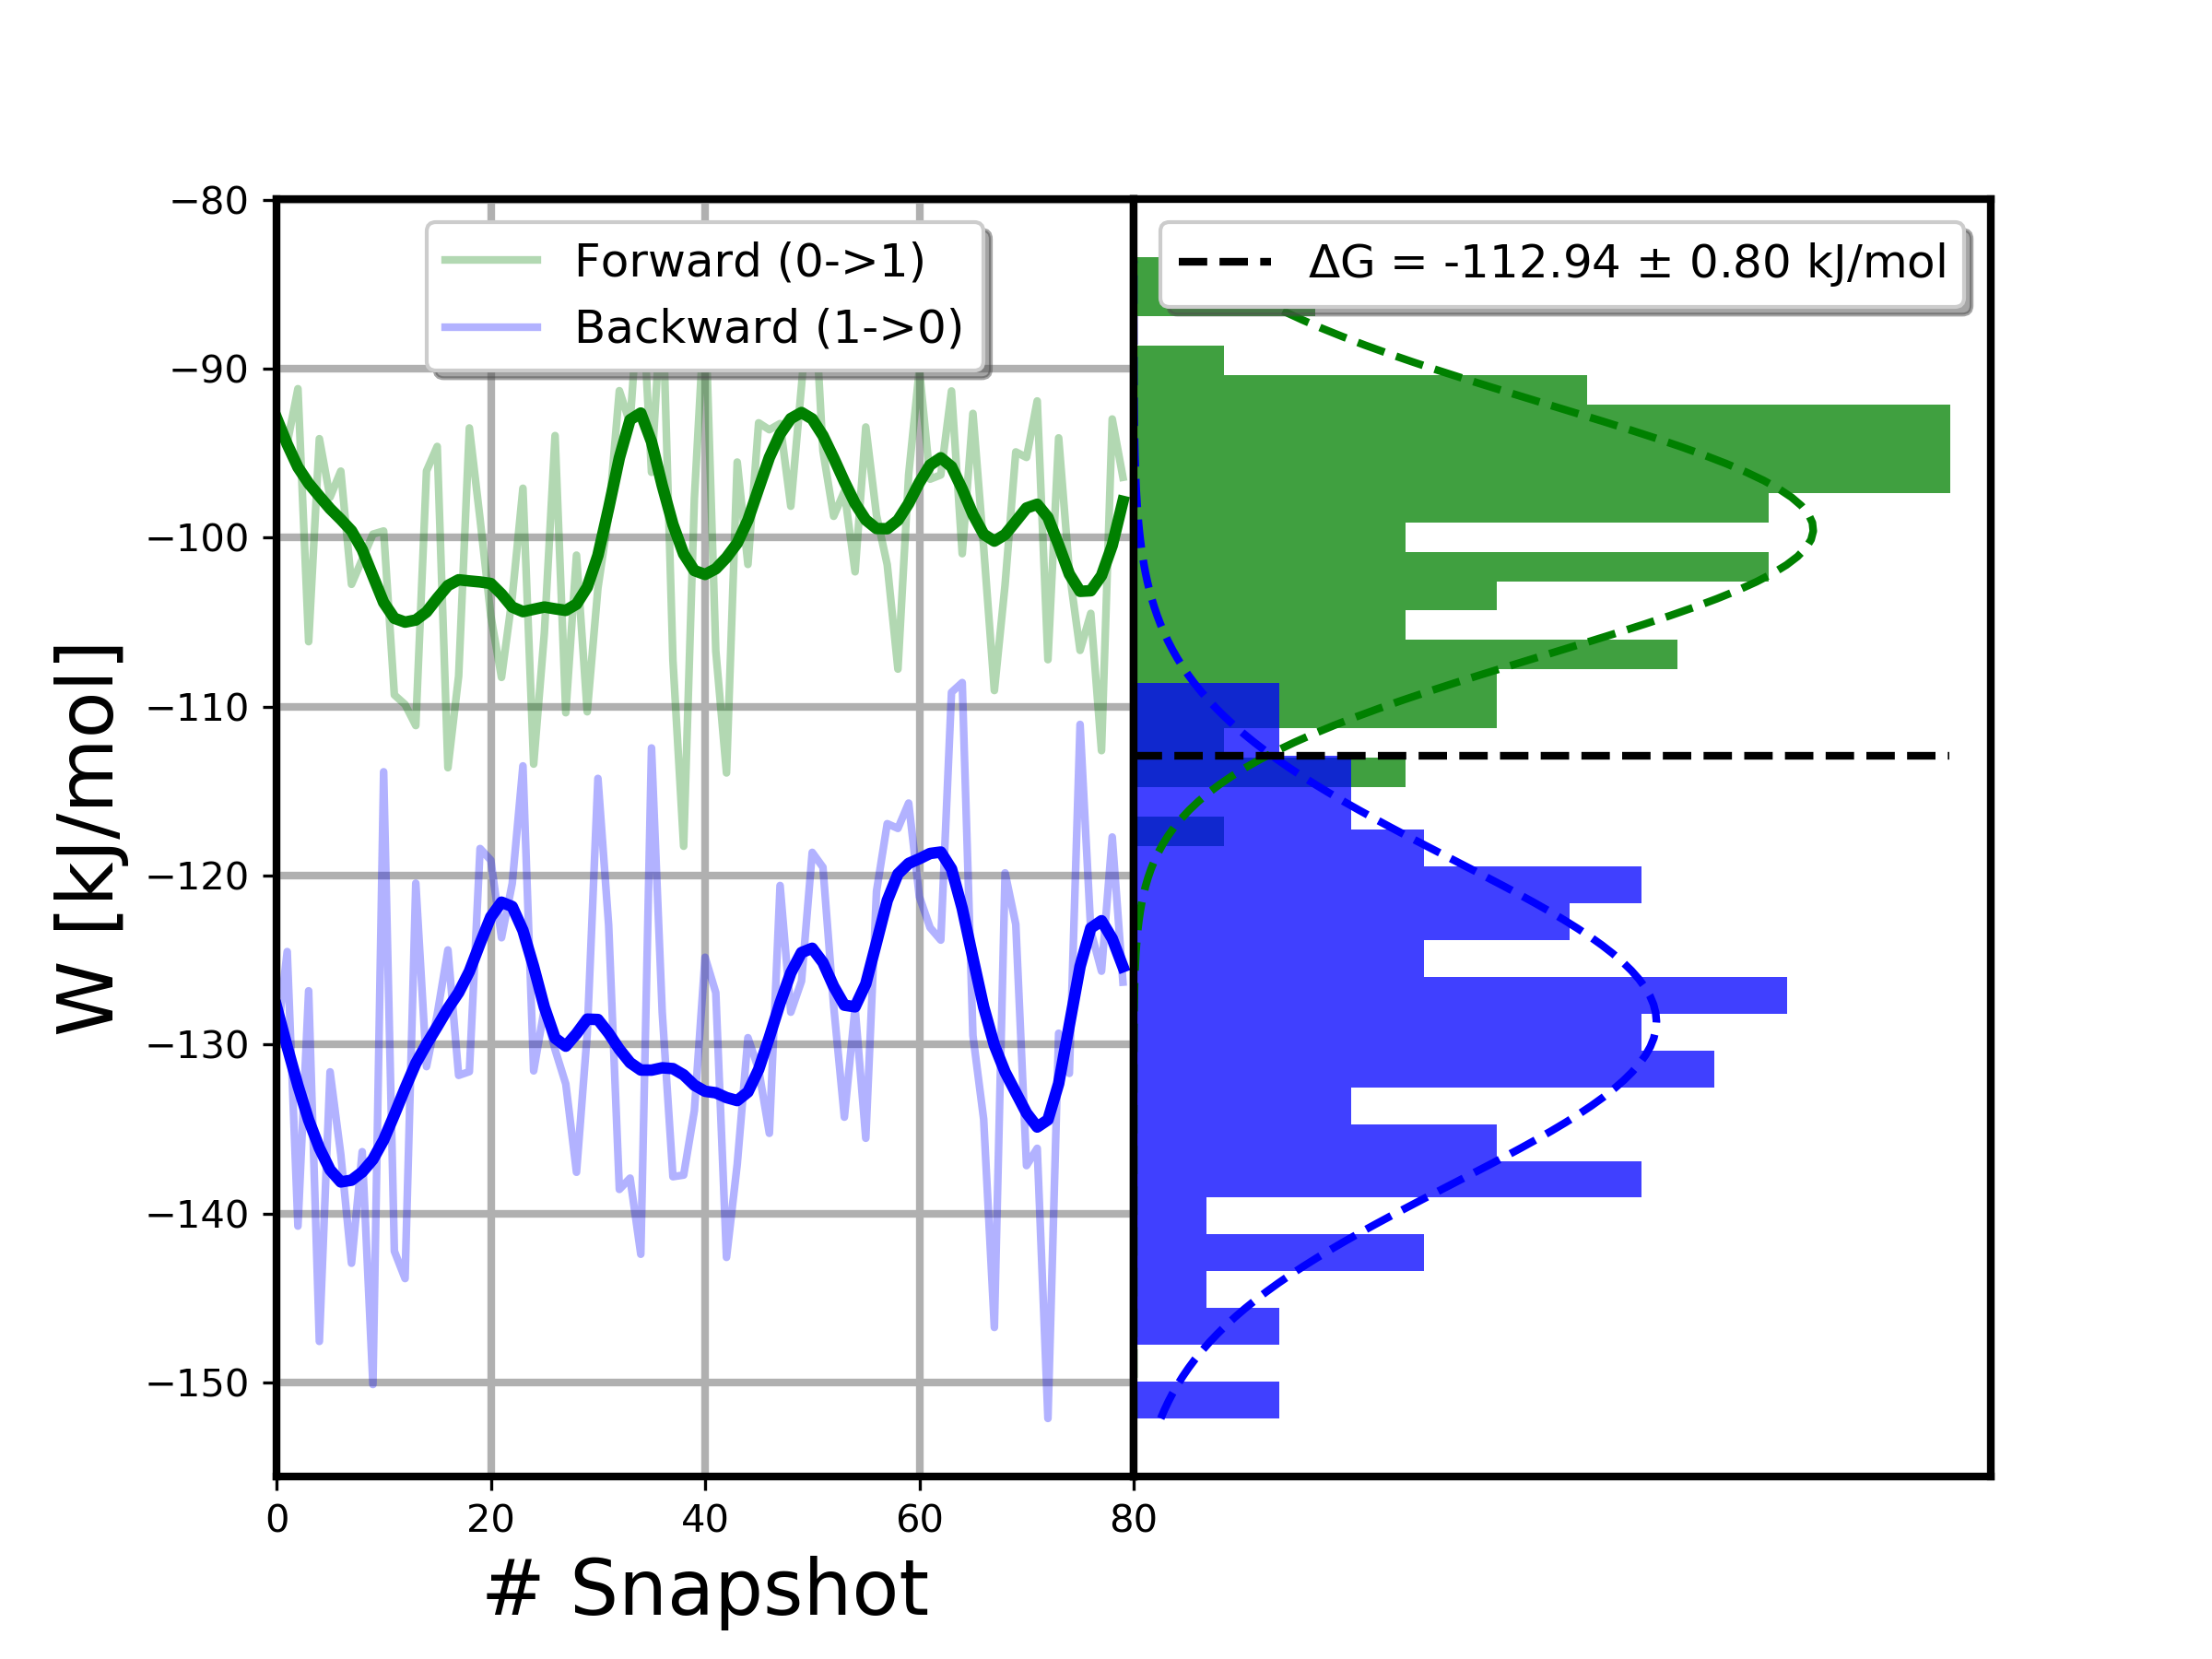 Forward (0->1)
Backward (1->0)
ΔG = -112.94 ± 0.80 kJ/mol
W [kJ/mol]
−80
−90
−100
−110
−120
−130
−140
−150
0 20 40 60 80
# Snapshot